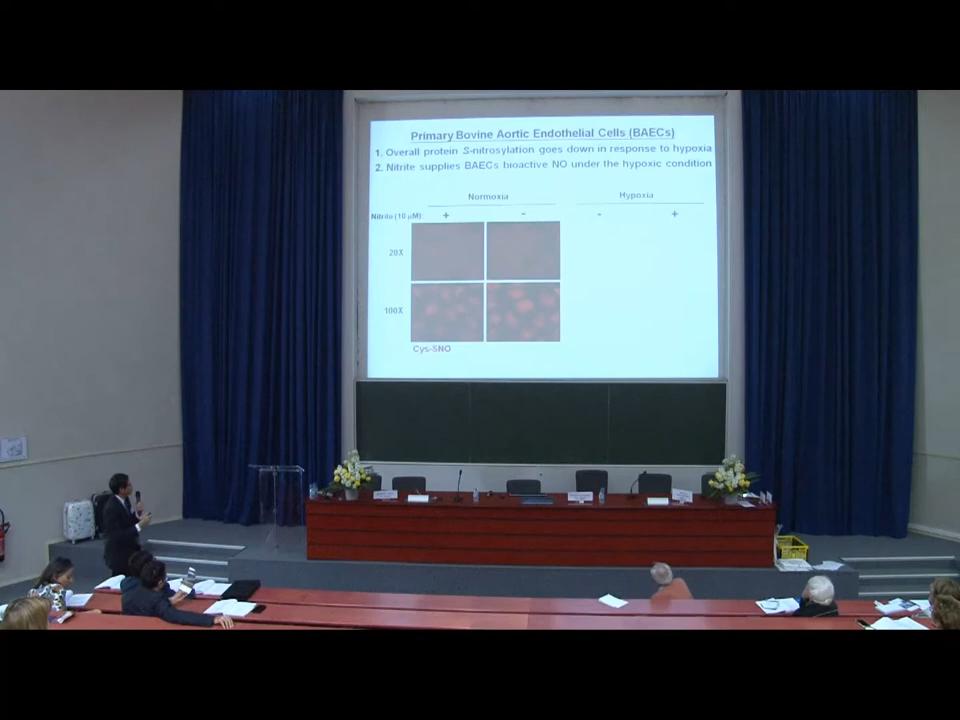 Primary Bovine Aortic Endothelial Cells (BAECs)
1. Overall protein S-nitrosylation goes down in response to hypoxia
2. Nitrite supplies BAECs bioactive NO under the hypoxic condition
Normoxia Hypoxia
Nitrite (10 µM): + - - +
20X
100X
Cys-SNO